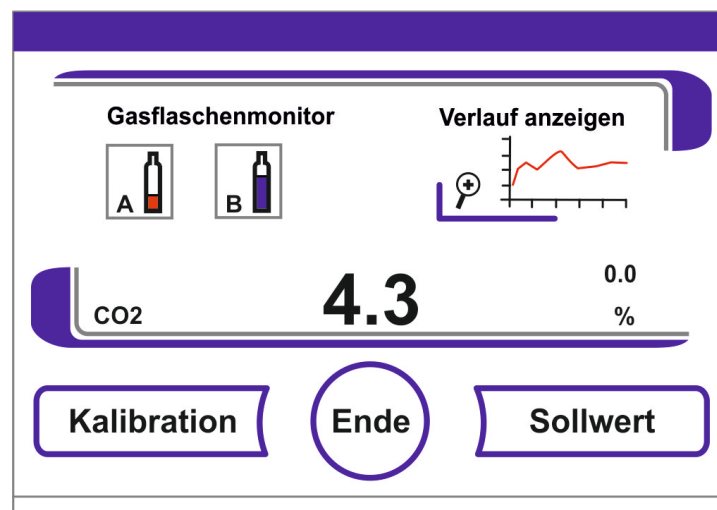 Gasflaschenmonitor
Verlauf anzeigen
A
B
0.0
CO2
4.3
%
Kalibration
Ende
Sollwert